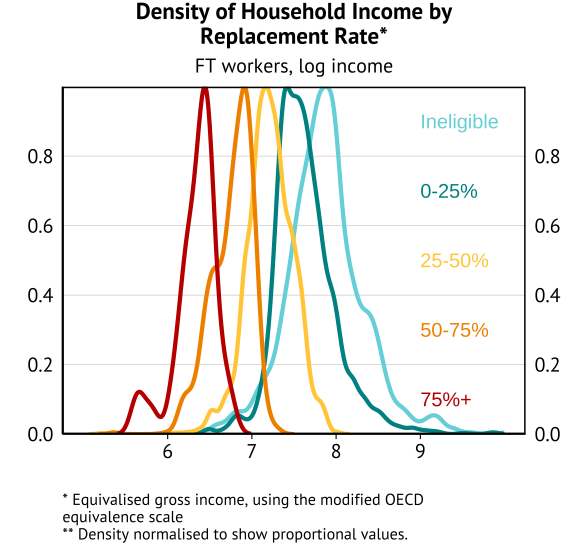 Density of Household Income by
Replacement Rate*
FT workers, log income
Ineligible
0.8 0.8
0-25%
0.6 0.6
25-50%
0.4 0.4
50-75%
0.2 0.2
75%+
0.0 0.0
6 7 8 9
* Equivalised gross income, using the modified OECD
equivalence scale
** Density normalised to show proportional values.